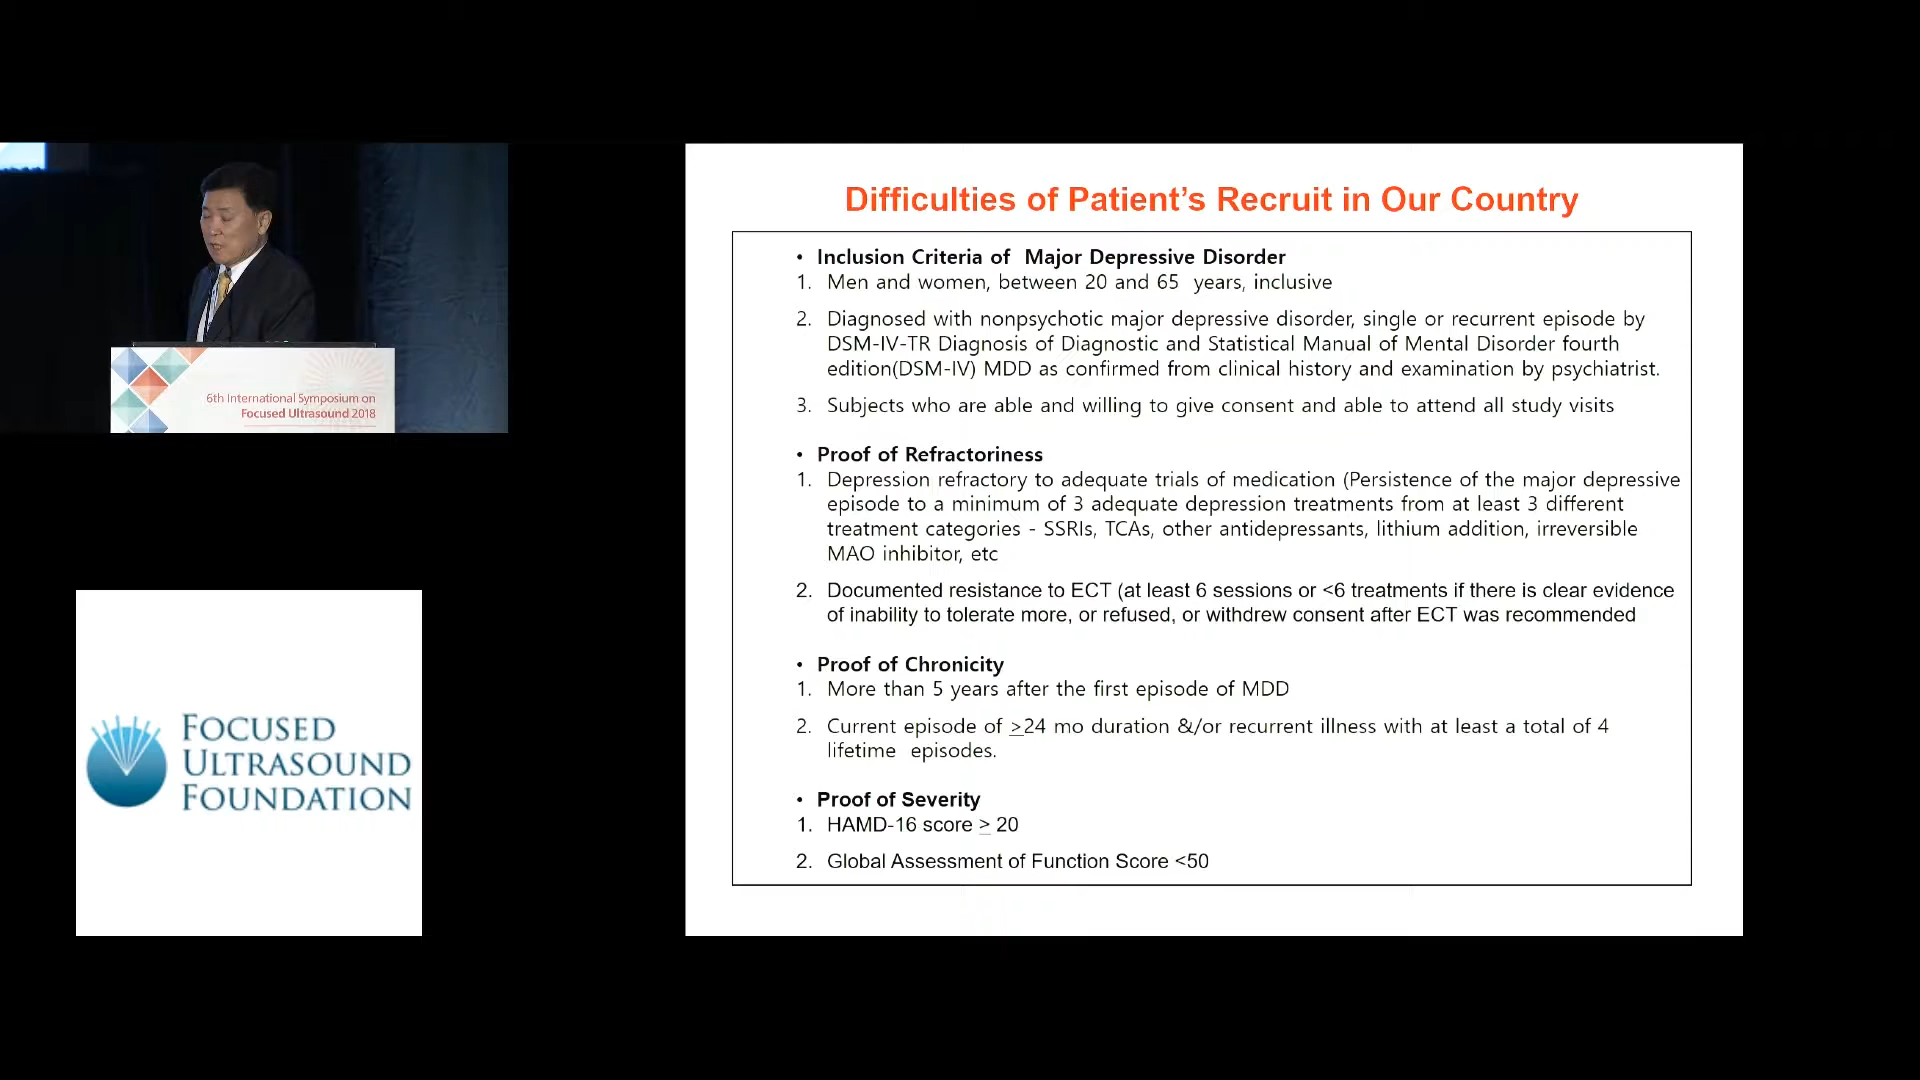 Difficulties of Patient’s Recruit in Our Country
• Inclusion Criteria of Major Depressive Disorder
1. Men and women, between 20 and 65 years, inclusive
2. Diagnosed with nonpsychotic major depressive disorder, single or recurrent episode by
DSM-IV-TR Diagnosis of Diagnostic and Statistical Manual of Mental Disorder fourth
edition(DSM-IV) MDD as confirmed from clinical history and examination by psychiatrist.
3. Subjects who are able and willing to give consent and able to attend all study visits
• Proof of Refractoriness
1. Depression refractory to adequate trials of medication (Persistence of the major depressive
episode to a minimum of 3 adequate depression treatments from at least 3 different
treatment categories - SSRIs, TCAs, other antidepressants, lithium addition, irreversible
MAO inhibitor, etc
2. Documented resistance to ECT (at least 6 sessions or <6 treatments if there is clear evidence
of inability to tolerate more, or refused, or withdrew consent after ECT was recommended
• Proof of Chronicity
1. More than 5 years after the first episode of MDD
2. Current episode of ≥24 mo duration &/or recurrent illness with at least a total of 4
lifetime episodes.
• Proof of Severity
1. HAMD-16 score ≥ 20
2. Global Assessment of Function Score <50
6th International Symposium on
Focused Ultrasound 2018
FOCUSED
ULTRASOUND
FOUNDATION